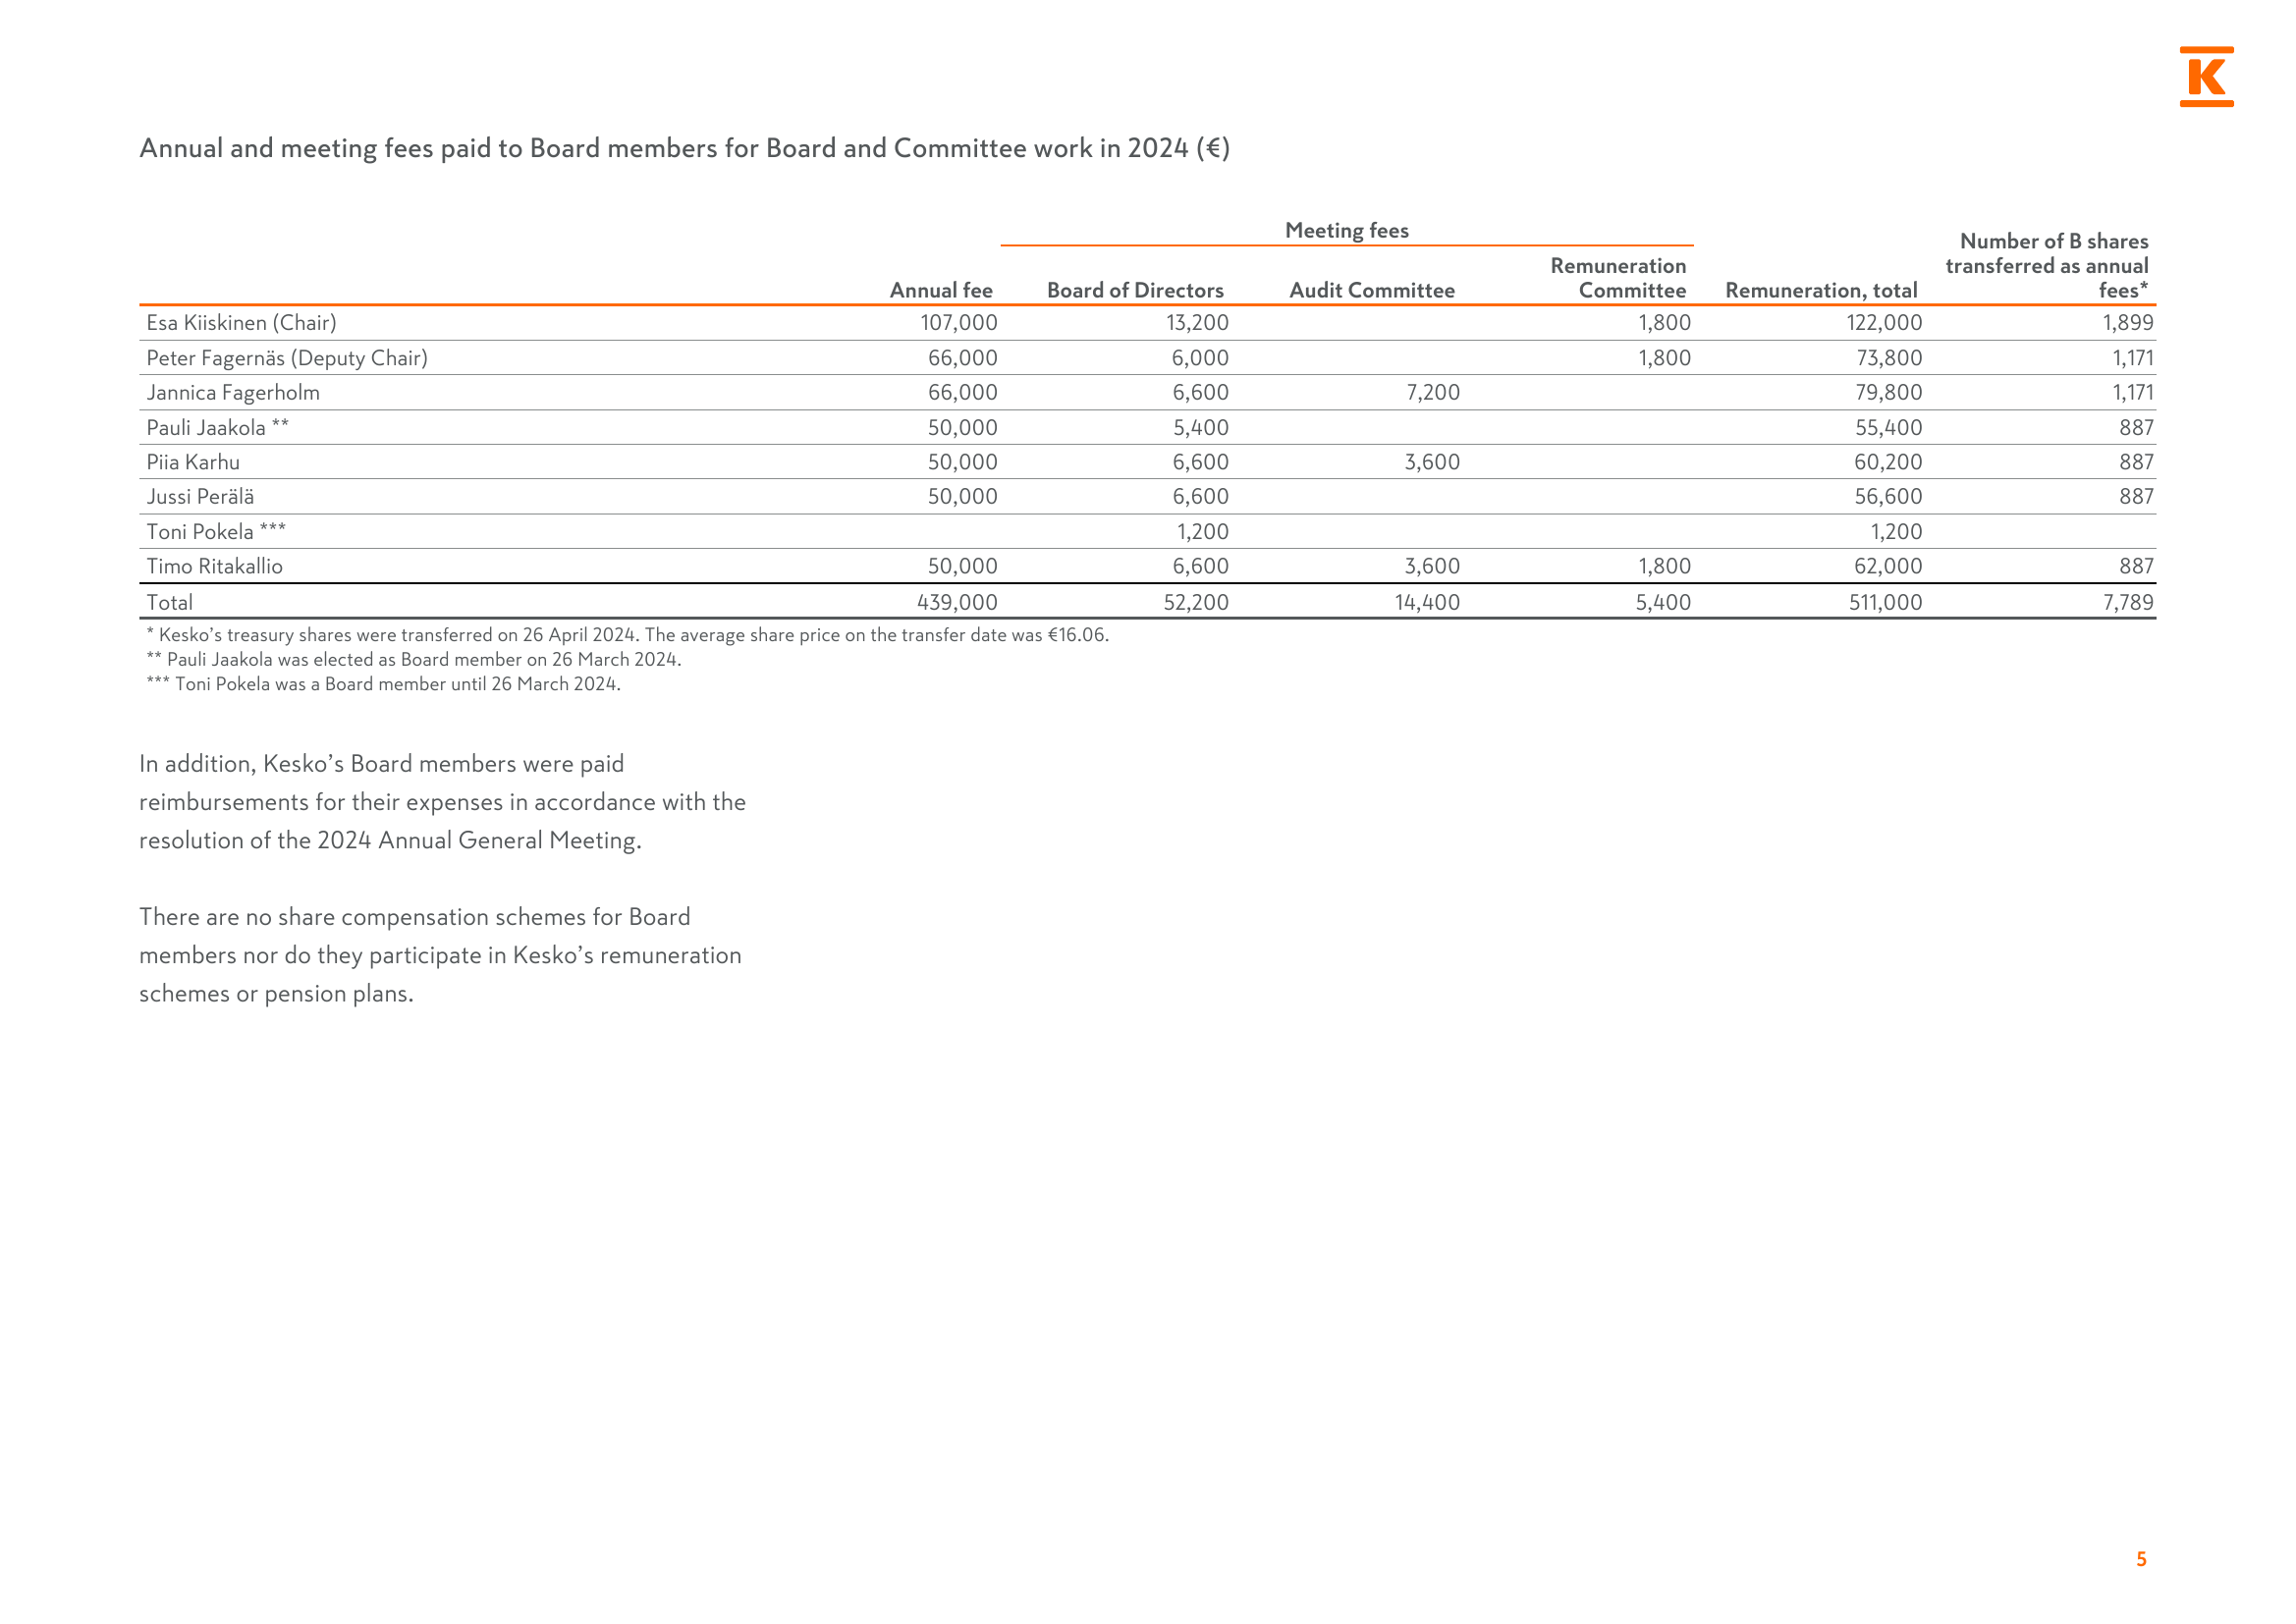 K
Annual and meeting fees paid to Board members for Board and Committee work in 2024 (€)
Meeting fees
Annual fee Board of Directors Audit Committee Remuneration Committee Remuneration, total Number of B shares transferred as annual fees*
Esa Kiiskinen (Chair) 107,000 13,200 1,800 122,000 1,899
Peter Fagernäs (Deputy Chair) 66,000 6,000 1,800 73,800 1,171
Jannica Fagerholm 66,000 6,600 7,200 79,800 1,171
Pauli Jaakola ** 50,000 5,400 55,400 887
Piia Karhu 50,000 6,600 3,600 60,200 887
Jussi Perälä 50,000 6,600 56,600 887
Toni Pokela *** 1,200 1,200
Timo Ritakallio 50,000 6,600 3,600 1,800 62,000 887
Total 439,000 52,200 14,400 5,400 511,000 7,789
* Kesko's treasury shares were transferred on 26 April 2024. The average share price on the transfer date was €16.06.
** Pauli Jaakola was elected as Board member on 26 March 2024.
*** Toni Pokela was a Board member until 26 March 2024.
In addition, Kesko's Board members were paid
reimbursements for their expenses in accordance with the
resolution of the 2024 Annual General Meeting.
There are no share compensation schemes for Board
members nor do they participate in Kesko's remuneration
schemes or pension plans.
5